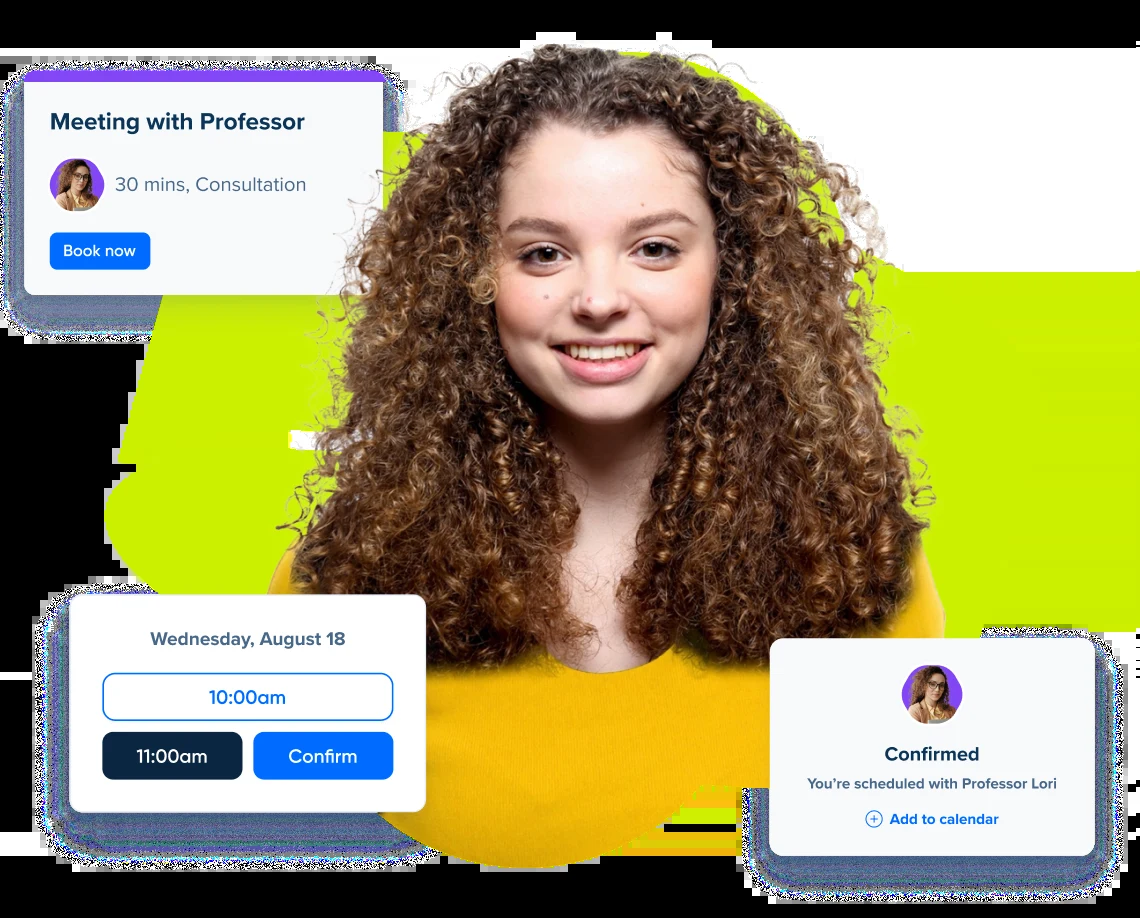 Meeting with Professor
30 mins, Consultation
Book now
Wednesday, August 18
10:00am
11:00am
Confirm
Confirmed
You’re scheduled with Professor Lori
Add to calendar